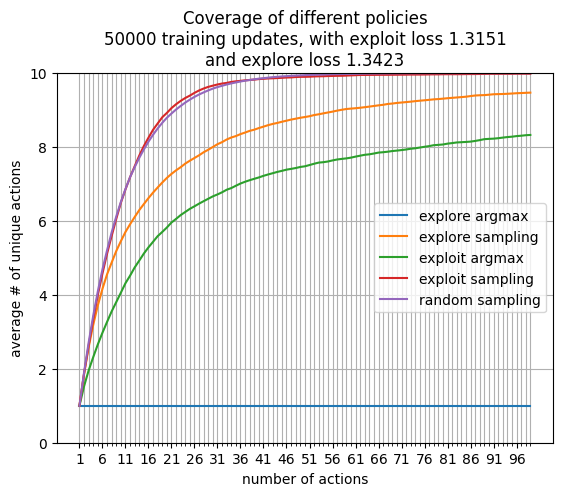 Coverage of different policies
50000 training updates, with exploit loss 1.3151
and explore loss 1.3423
10
8
6
4
2
0
average # of unique actions
explore argmax
explore sampling
exploit argmax
exploit sampling
random sampling
1 6 11 16 21 26 31 36 41 46 51 56 61 66 71 76 81 86 91 96
number of actions